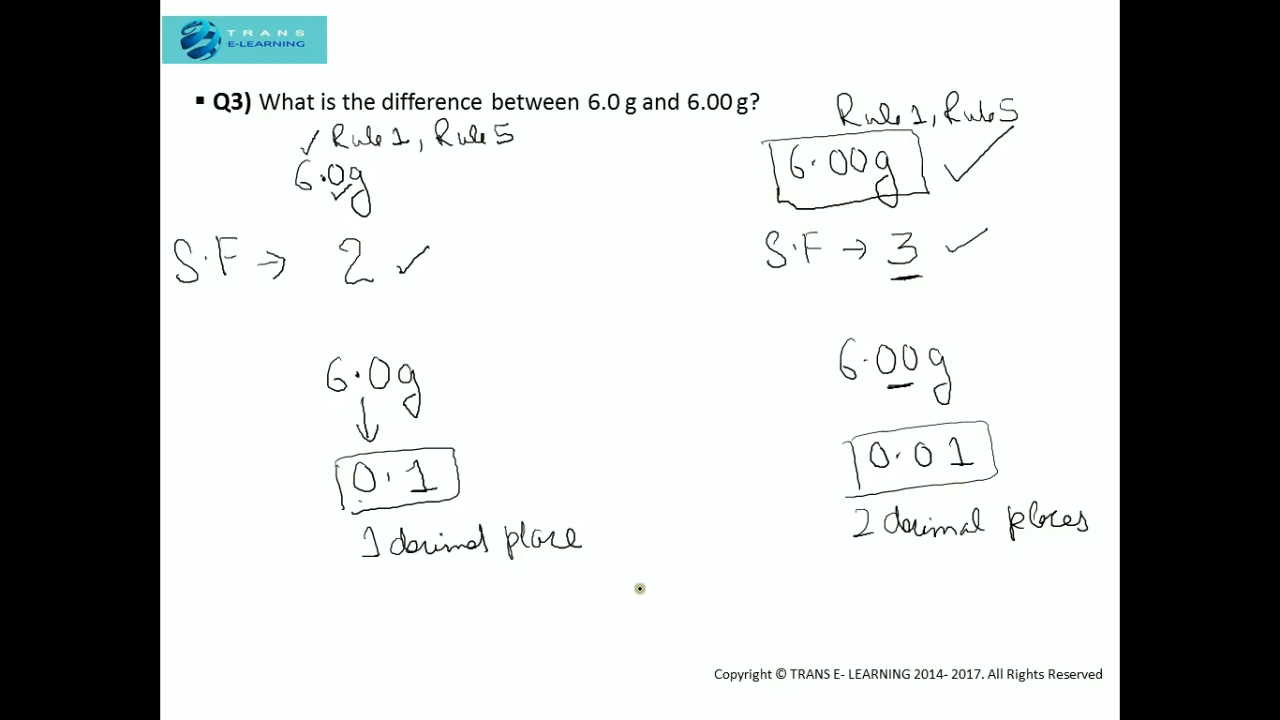 TRANS
E-LEARNING
▪ Q3) What is the difference between 6.0 g and 6.00 g?
✓ Rule 1, Rule 5
6.0g
S.F → 2 ✓
6.0g
↓
0.1
1 decimal place
Rule 1, Rule 5
6.00g ✓
S.F → 3 ✓
6.00g
0.01
2 decimal places
Copyright © TRANS E- LEARNING 2014- 2017. All Rights Reserved